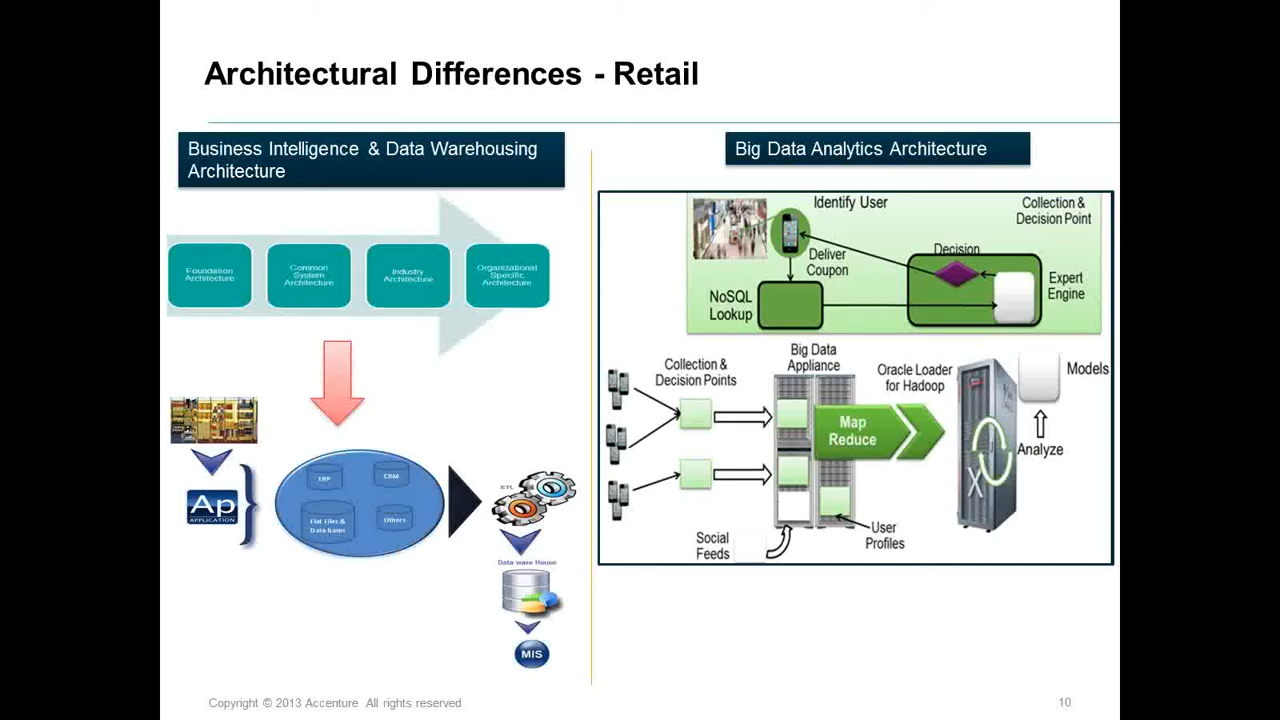 Architectural Differences - Retail
Business Intelligence & Data Warehousing
Architecture
Foundation
Architecture
Common
System
Architecture
Industry
Architecture
Organizational
Specific
Architecture
Ap
APPLICATION
ERP
CRM
Flat Files &
Data bases
Others
ETL
Data ware House
MIS
Big Data Analytics Architecture
Identify User
Collection &
Decision Point
Deliver
Coupon
Decision
Expert
Engine
NoSQL
Lookup
Collection &
Decision Points
Big Data
Appliance
Oracle Loader
for Hadoop
Models
Map
Reduce
Analyze
X
Social
Feeds
User
Profiles
Copyright © 2013 Accenture All rights reserved
10